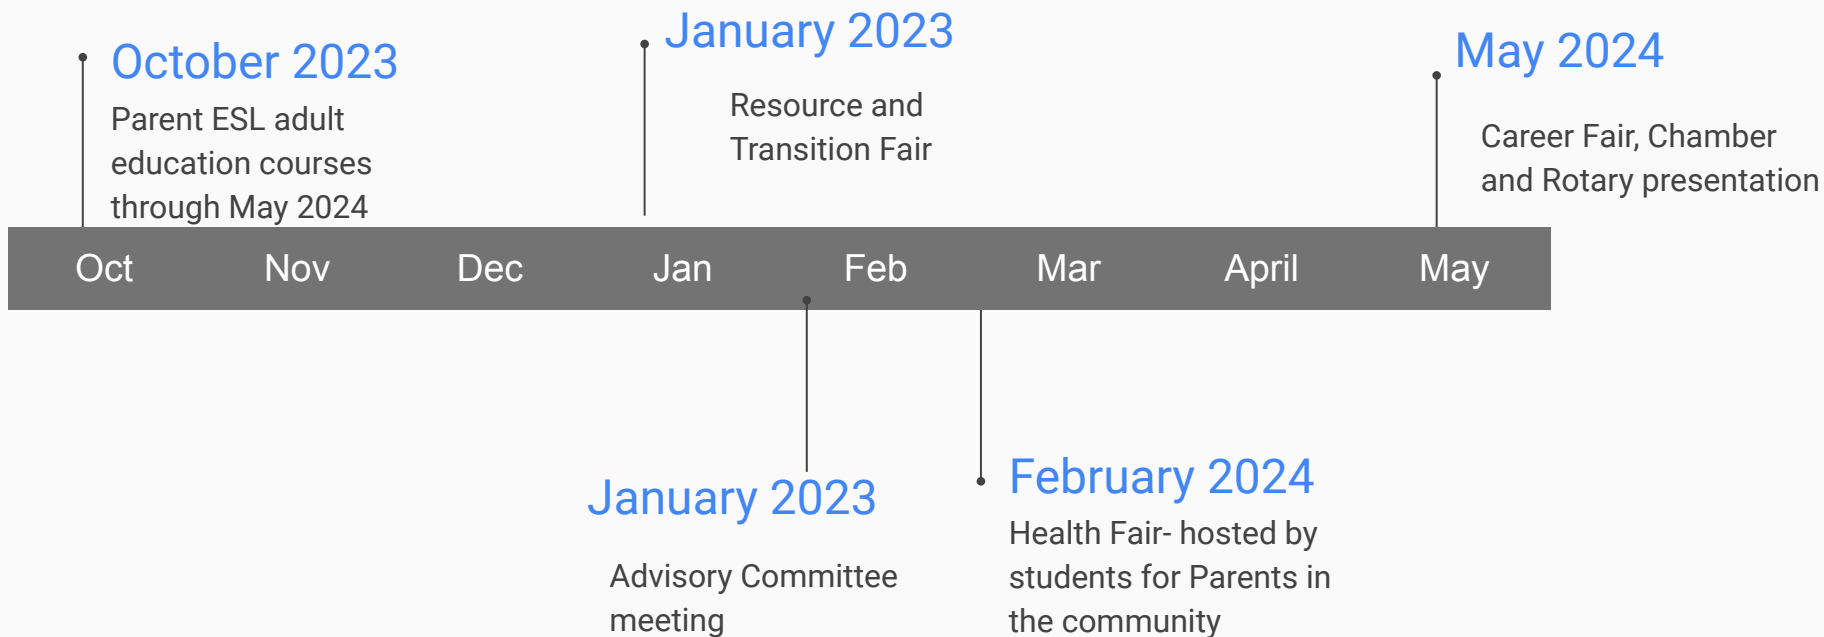 October 2023
Parent ESL adult
education courses
through May 2024
January 2023
Resource and
Transition Fair
May 2024
Career Fair, Chamber
and Rotary presentation
Oct Nov Dec Jan Feb Mar April May
January 2023
Advisory Committee
meeting
February 2024
Health Fair- hosted by
students for Parents in
the community